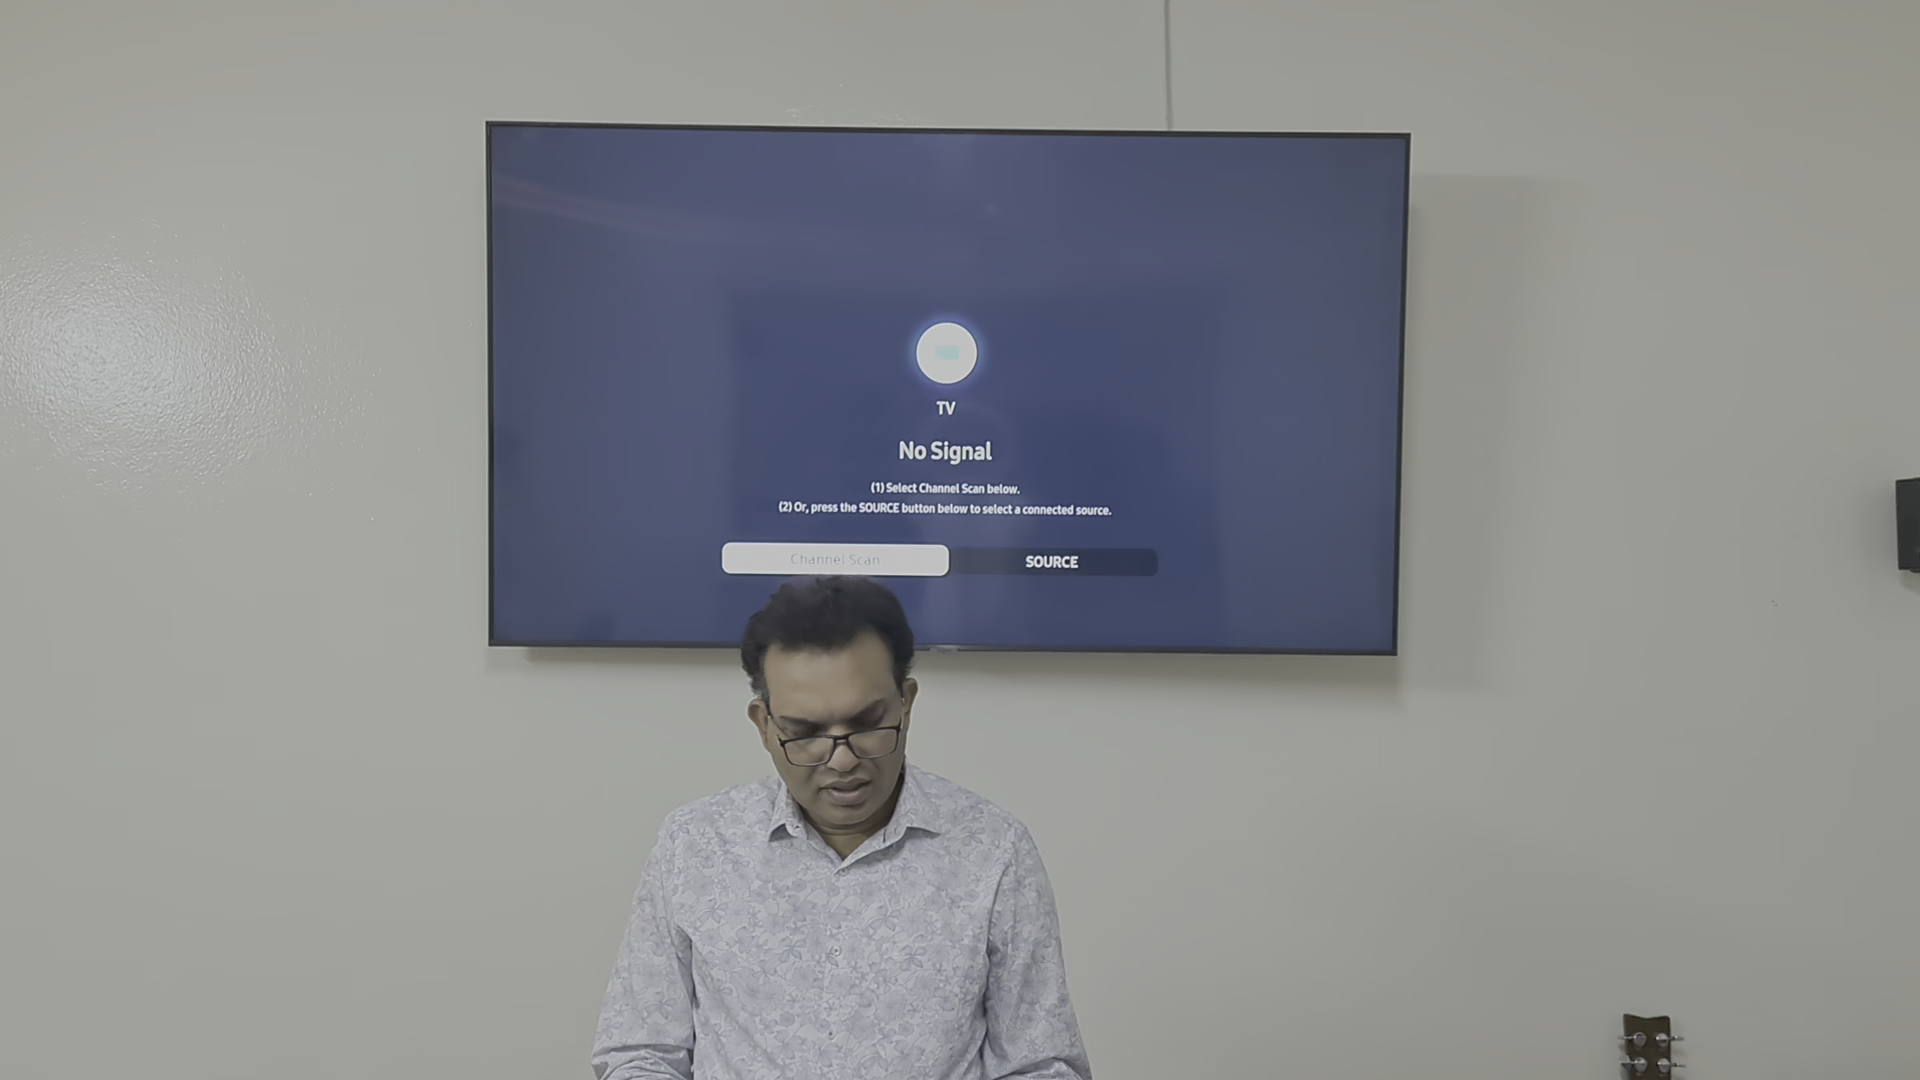 TV
No Signal
(1) Select Channel Scan below.
(2) Or, press the SOURCE button below to select a connected source.
Channel Scan
SOURCE